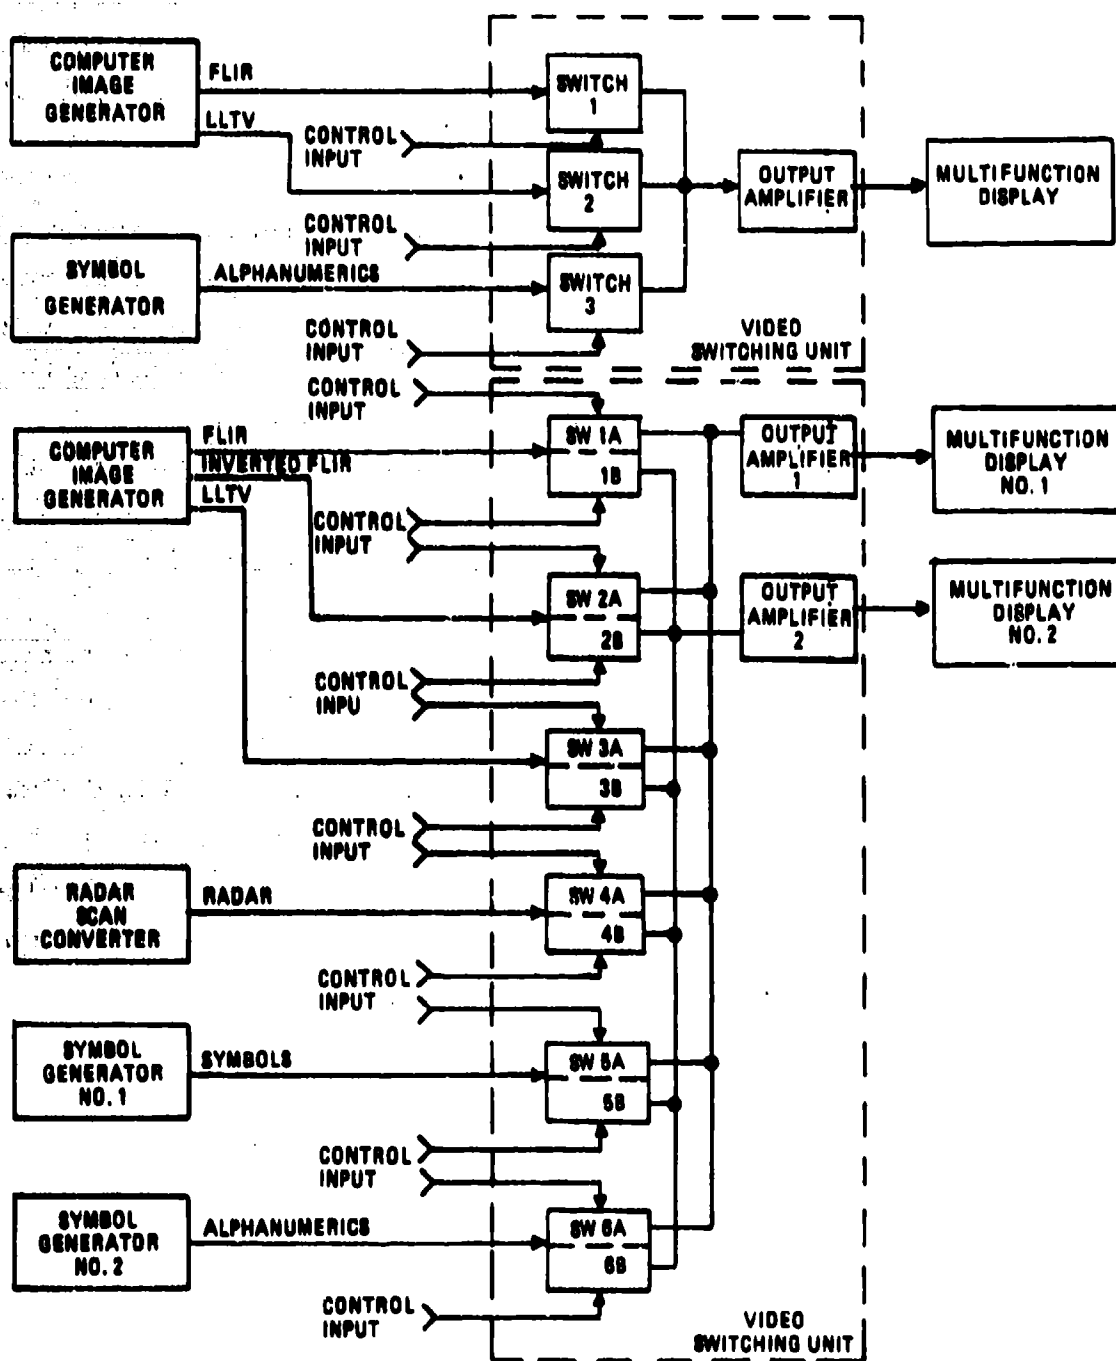 COMPUTER
IMAGE
GENERATOR
FLIR
LLTV
CONTROL
INPUT
SWITCH
1
SWITCH
2
CONTROL
INPUT
SYMBOL
GENERATOR
ALPHANUMERICS
SWITCH
3
CONTROL
INPUT
OUTPUT
AMPLIFIER
MULTIFUNCTION
DISPLAY
VIDEO
SWITCHING UNIT
CONTROL
INPUT
COMPUTER
IMAGE
GENERATOR
FLIR
INVERTED FLIR
LLTV
SW 1A
1B
OUTPUT
AMPLIFIER
1
MULTIFUNCTION
DISPLAY
NO. 1
CONTROL
INPUT
SW 2A
2B
OUTPUT
AMPLIFIER
2
MULTIFUNCTION
DISPLAY
NO. 2
CONTROL
INPU
SW 3A
3B
CONTROL
INPUT
RADAR
SCAN
CONVERTER
RADAR
SW 4A
4B
CONTROL
INPUT
SYMBOL
GENERATOR
NO. 1
SYMBOLS
SW 5A
5B
CONTROL
INPUT
SYMBOL
GENERATOR
NO. 2
ALPHANUMERICS
SW 6A
6B
CONTROL
INPUT
VIDEO
SWITCHING UNIT